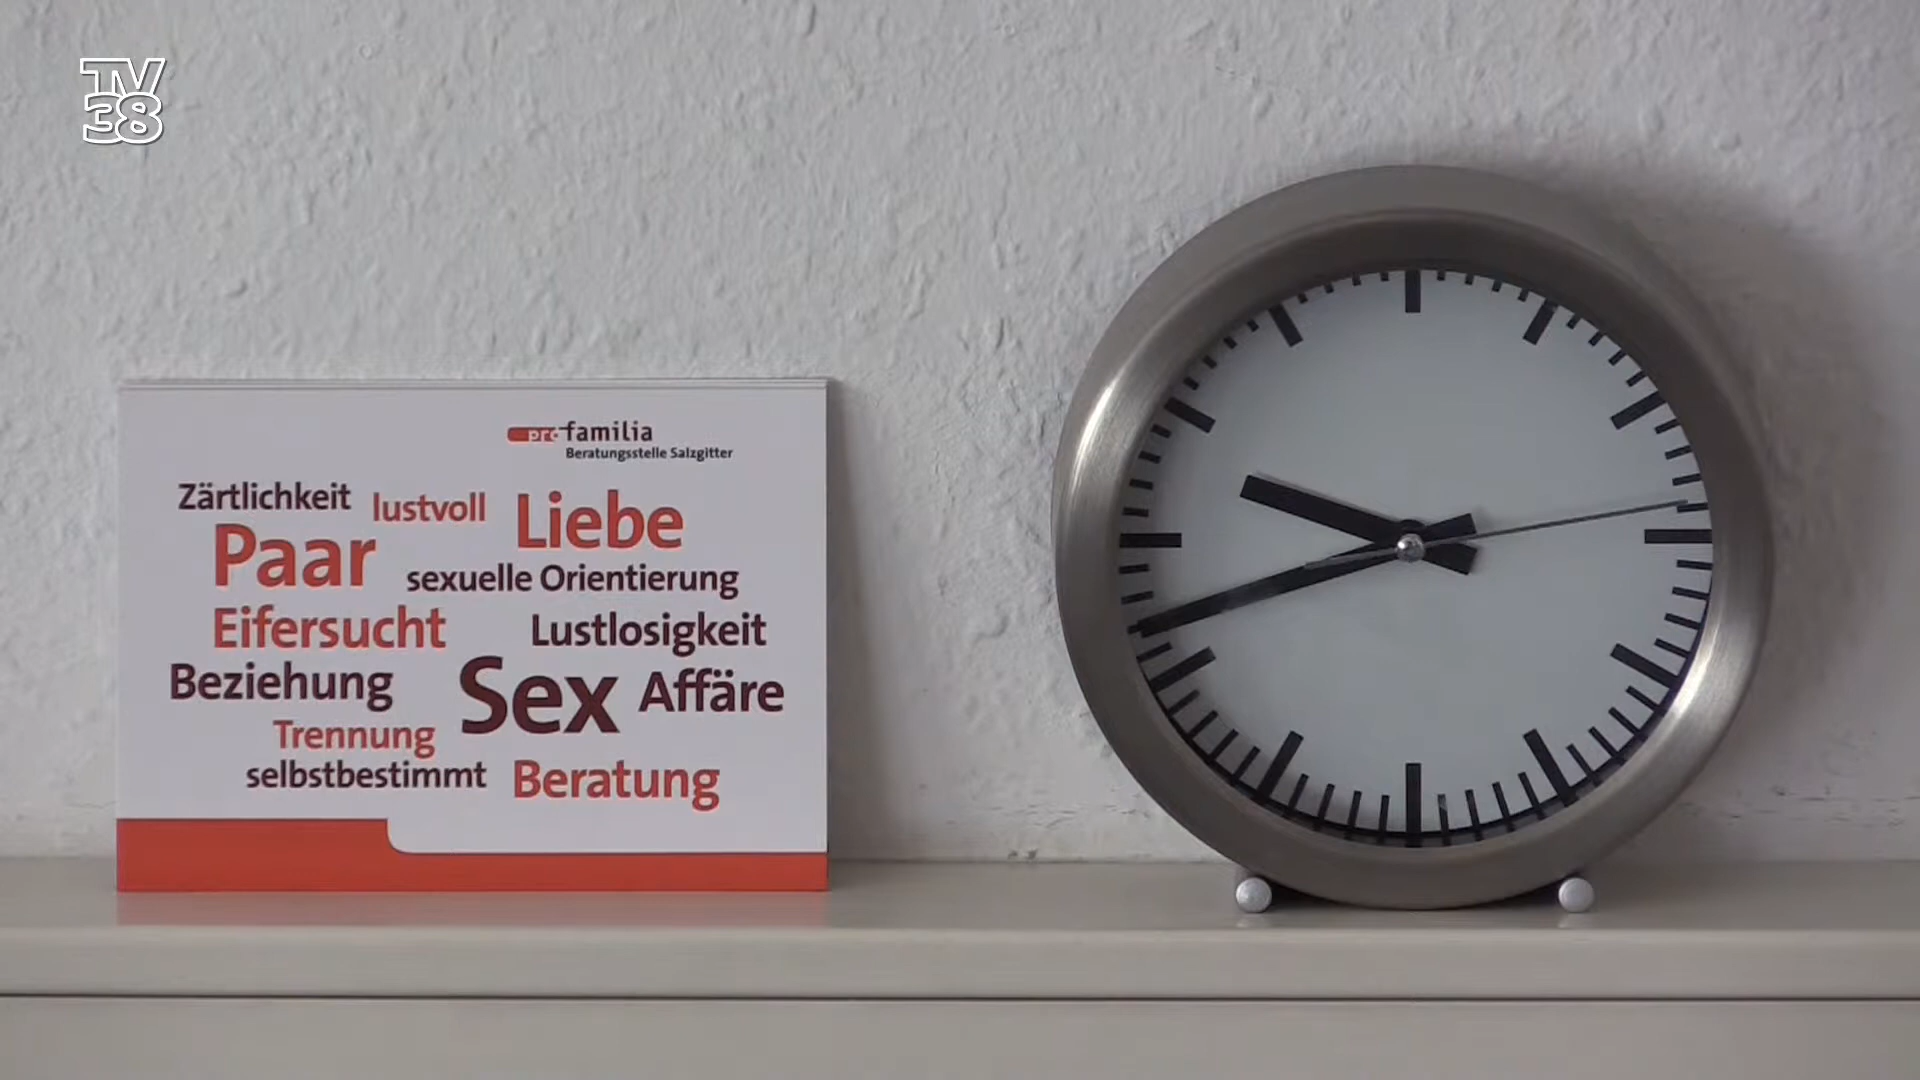 TV
38
pro familia
Beratungsstelle Salzgitter
Zärtlichkeit lustvoll Liebe
Paar sexuelle Orientierung
Eifersucht Lustlosigkeit
Beziehung Sex Affäre
Trennung
selbstbestimmt Beratung